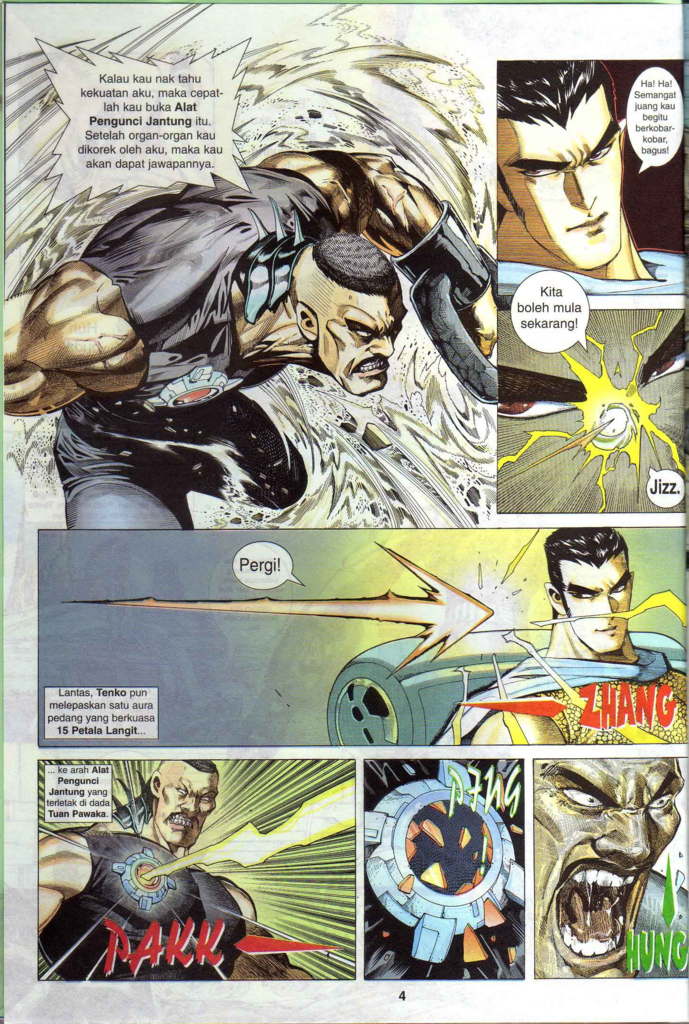 Kalau kau nak tahu
kekuatan aku, maka cepat-
lah kau buka Alat
Pengunci Jantung itu.
Setelah organ-organ kau
dikorek oleh aku, maka kau
akan dapat jawapannya.
Ha! Ha!
Semangat
juang kau
begitu
berkobar-
kobar,
bagus!
Kita
boleh mula
sekarang!
Jizz.
Pergi!
Lantas, Tenko pun
melepaskan satu aura
pedang yang berkuasa
15 Petala Langit...
ZHANG
... ke arah Alat
Pengunci
Jantung yang
terletak di dada
Tuan Pawaka.
PAKK
PANG
HUNG
4